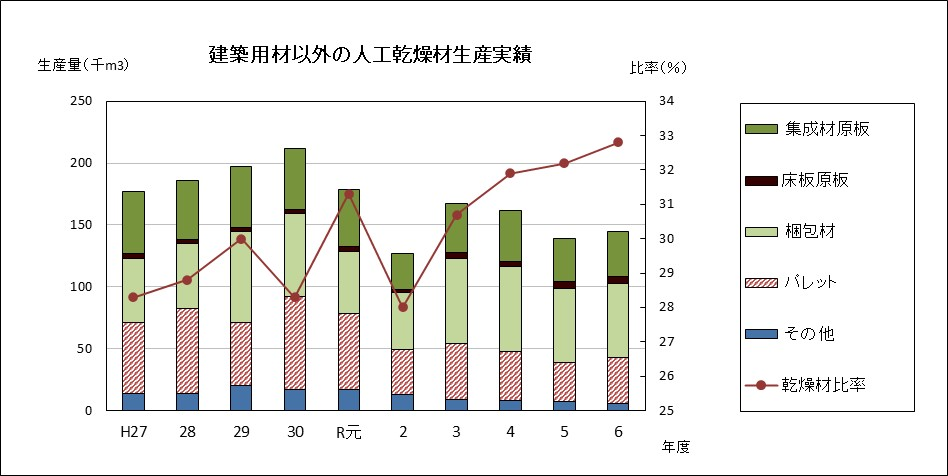 建築用材以外の人工乾燥材生産実績
生産量（千m3）
比率（％）
250
200
150
100
50
0
34
33
32
31
30
29
28
27
26
25
H27 28 29 30 R元 2 3 4 5 6
年度
集成材原板
床板原板
梱包材
パレット
その他
乾燥材比率